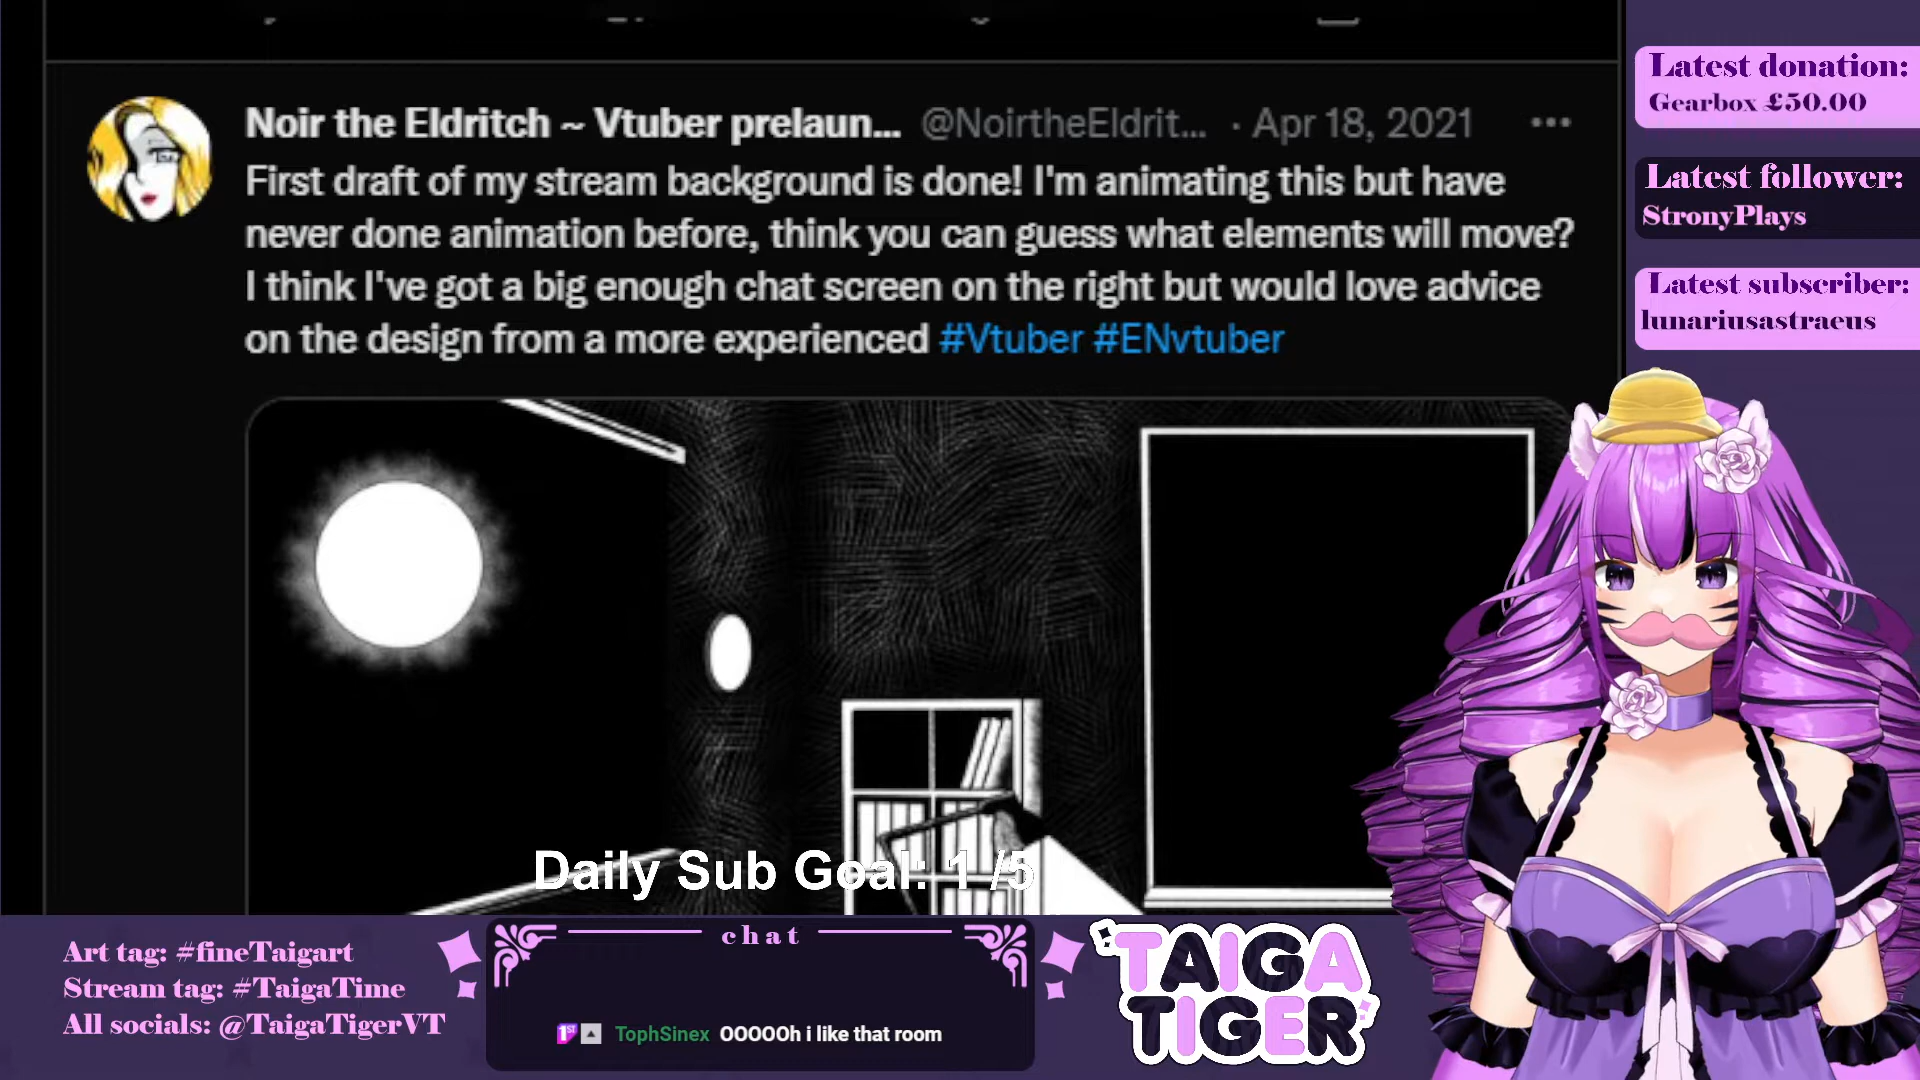 Noir the Eldritch ~ Vtuber prelaun... @NoirtheEldrit... · Apr 18, 2021
First draft of my stream background is done! I'm animating this but have
never done animation before, think you can guess what elements will move?
I think I've got a big enough chat screen on the right but would love advice
on the design from a more experienced #Vtuber #ENvtuber
Latest donation:
Gearbox £50.00
Latest follower:
StronyPlays
Latest subscriber:
lunariusastraeus
Daily Sub Goal: 1 /5
Art tag: #fineTaigart
Stream tag: #TaigaTime
All socials: @TaigaTigerVT
chat
1ST TophSinex OOOOOh i like that room
TAIGA
TIGER